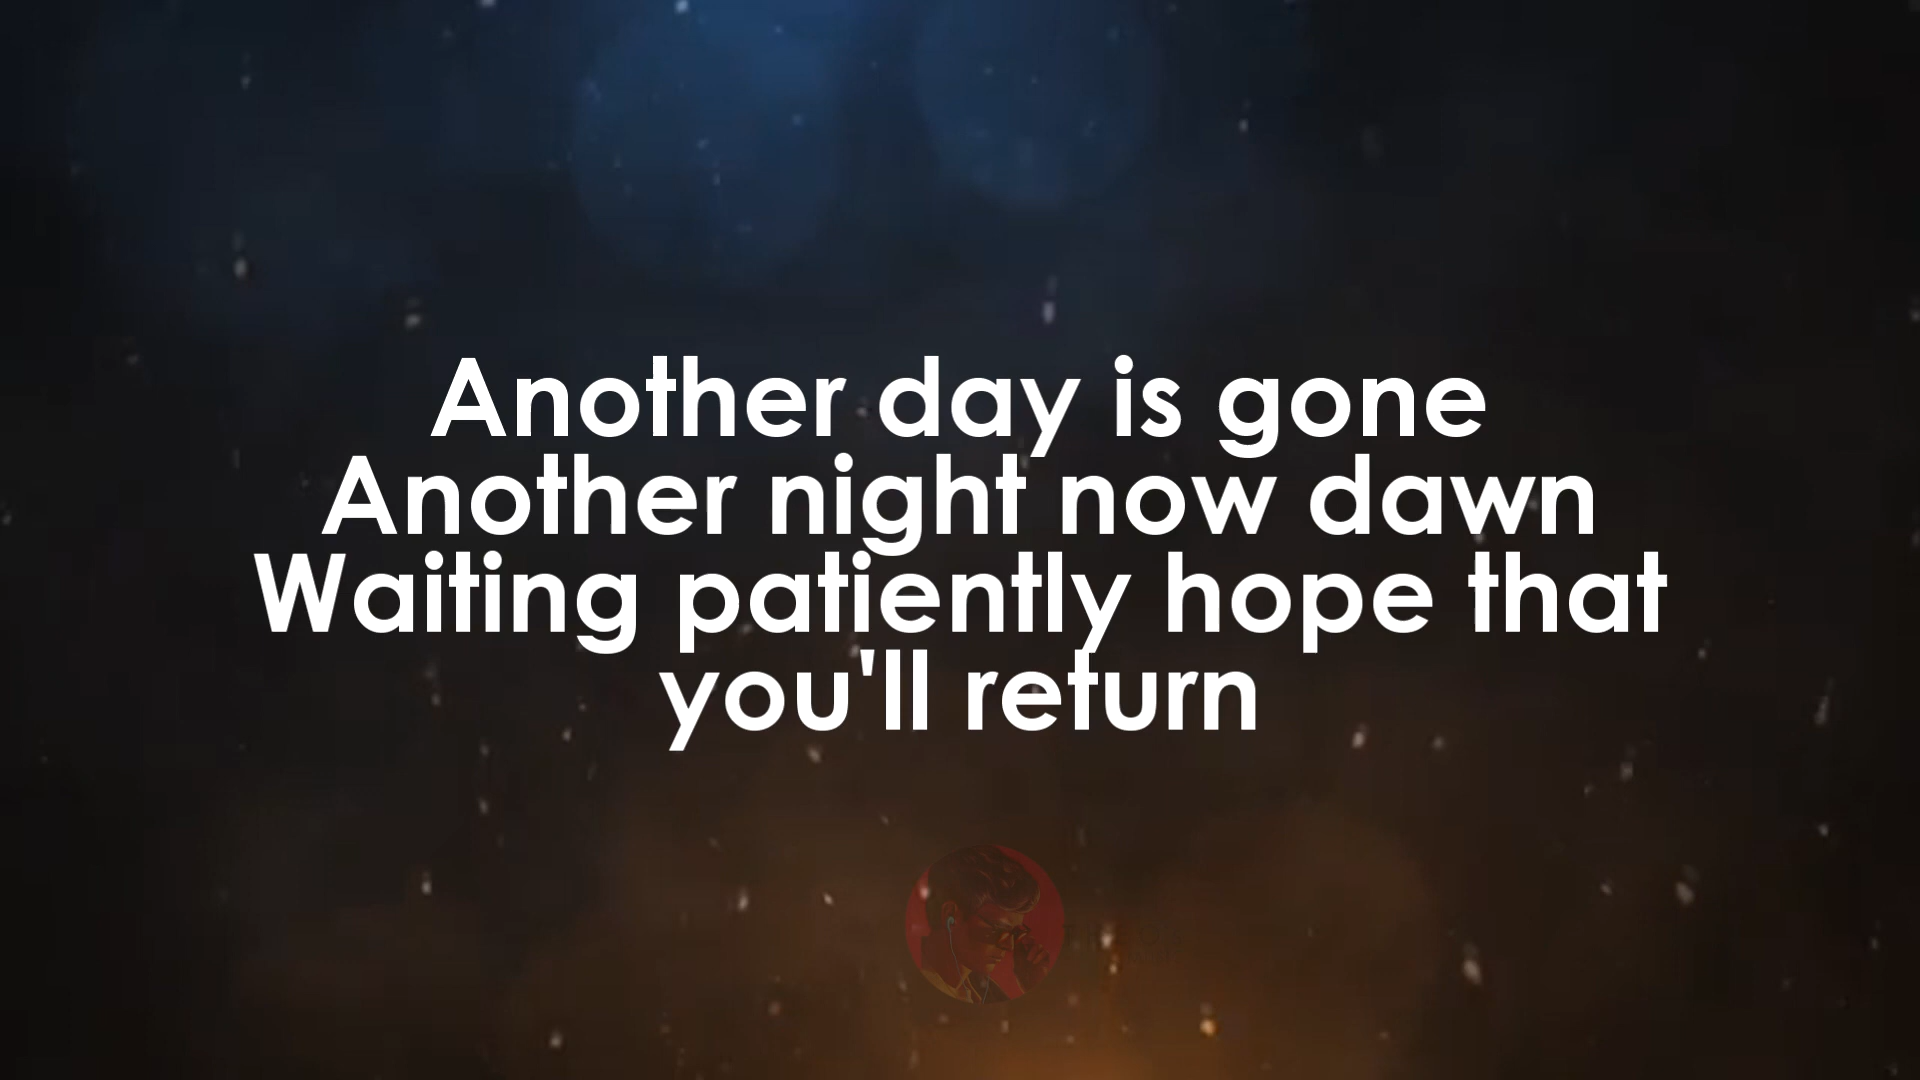 Another day is gone
Another night now dawn
Waiting patiently hope that
you'll return